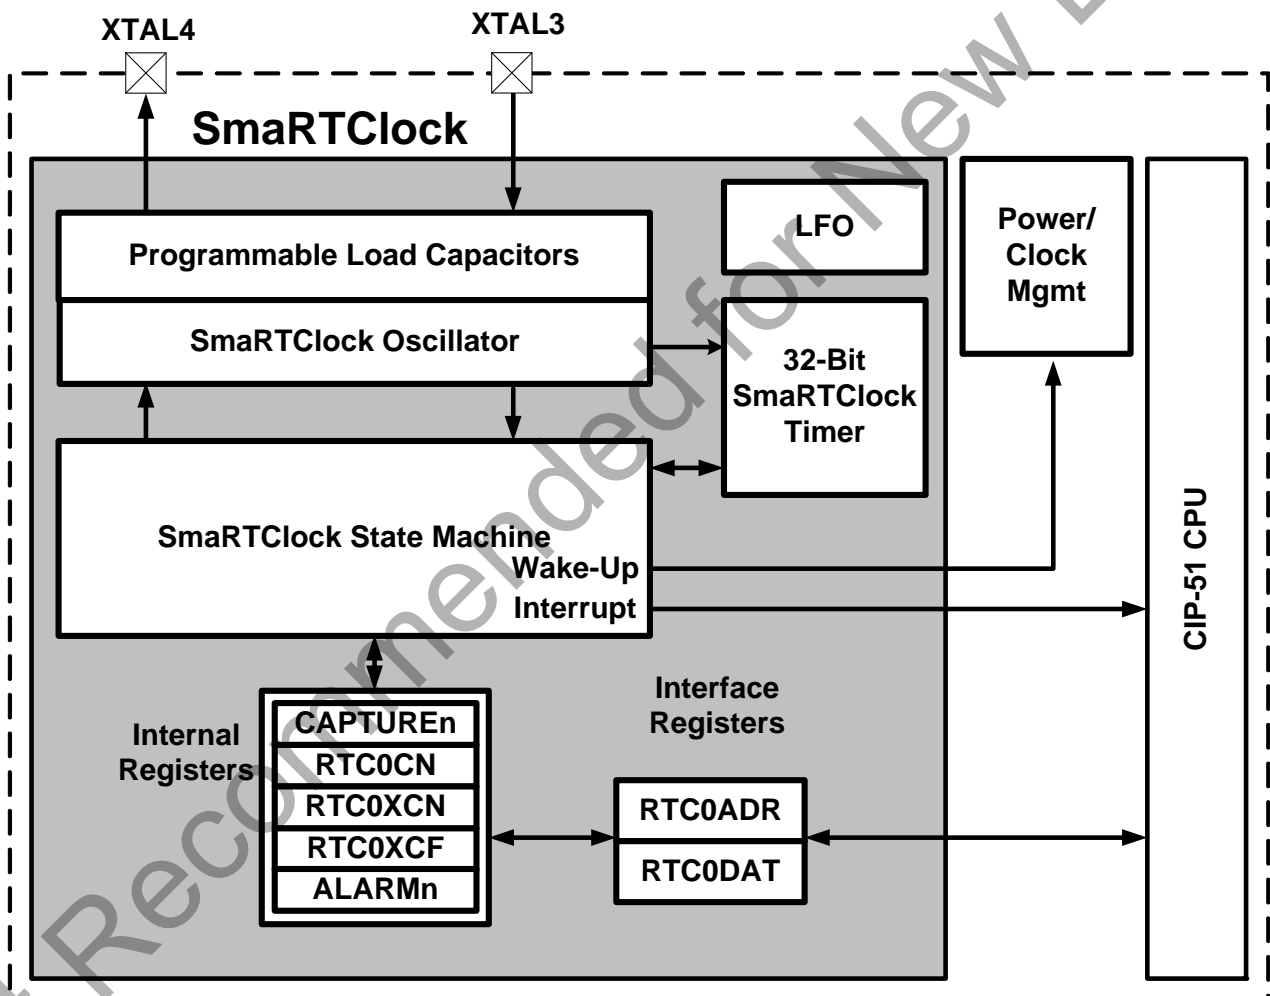 XTAL4
XTAL3
SmaRTClock
Programmable Load Capacitors
LFO
Power/
Clock
Mgmt
SmaRTClock Oscillator
32-Bit
SmaRTClock
Timer
SmaRTClock State Machine
Wake-Up
Interrupt
CIP-51 CPU
Internal
Registers
CAPTUREn
RTC0CN
RTC0XCN
RTC0XCF
ALARMn
Interface
Registers
RTC0ADR
RTC0DAT
Recommended for New